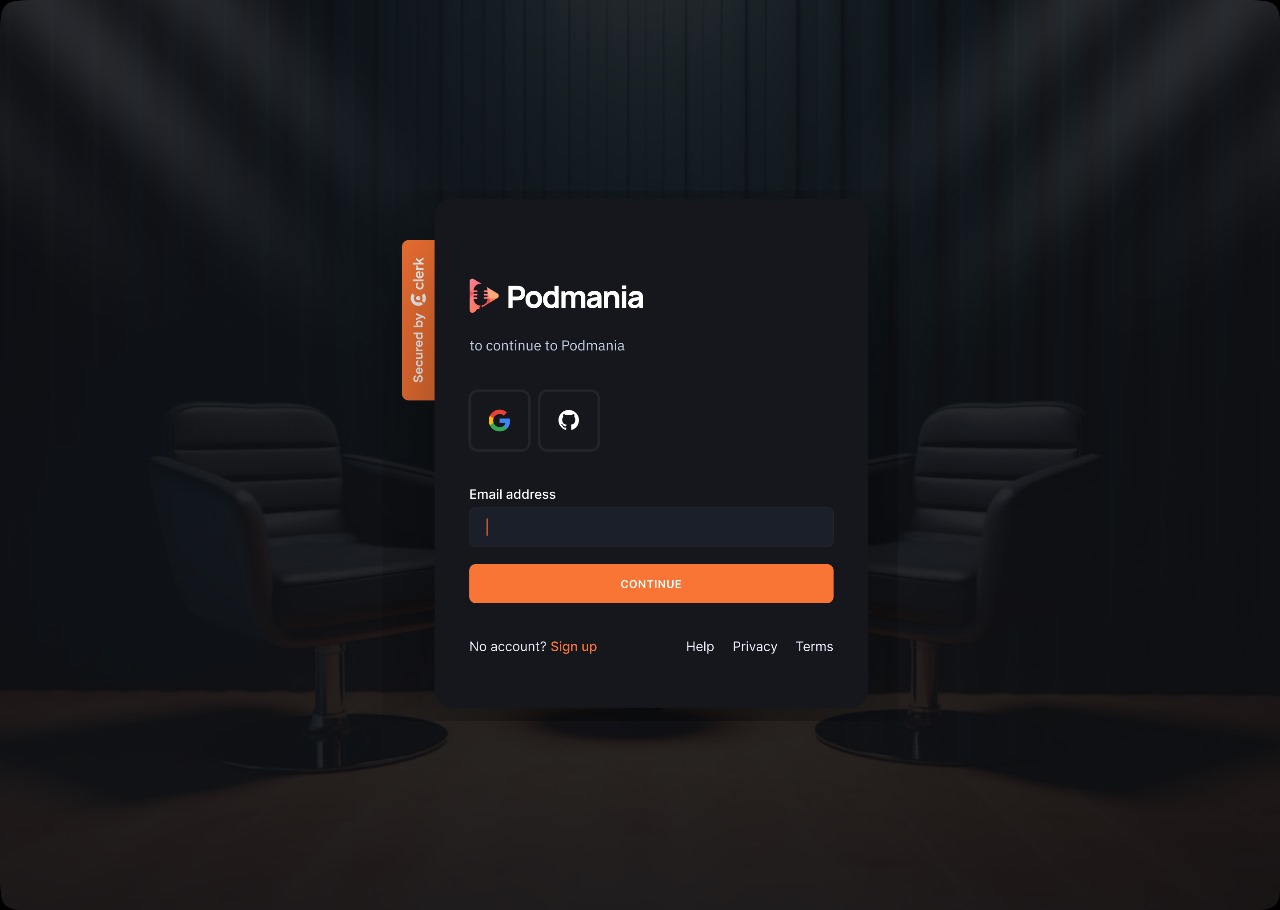 Secured by clerk
Podmania
to continue to Podmania
Email address
CONTINUE
No account? Sign up
Help Privacy Terms